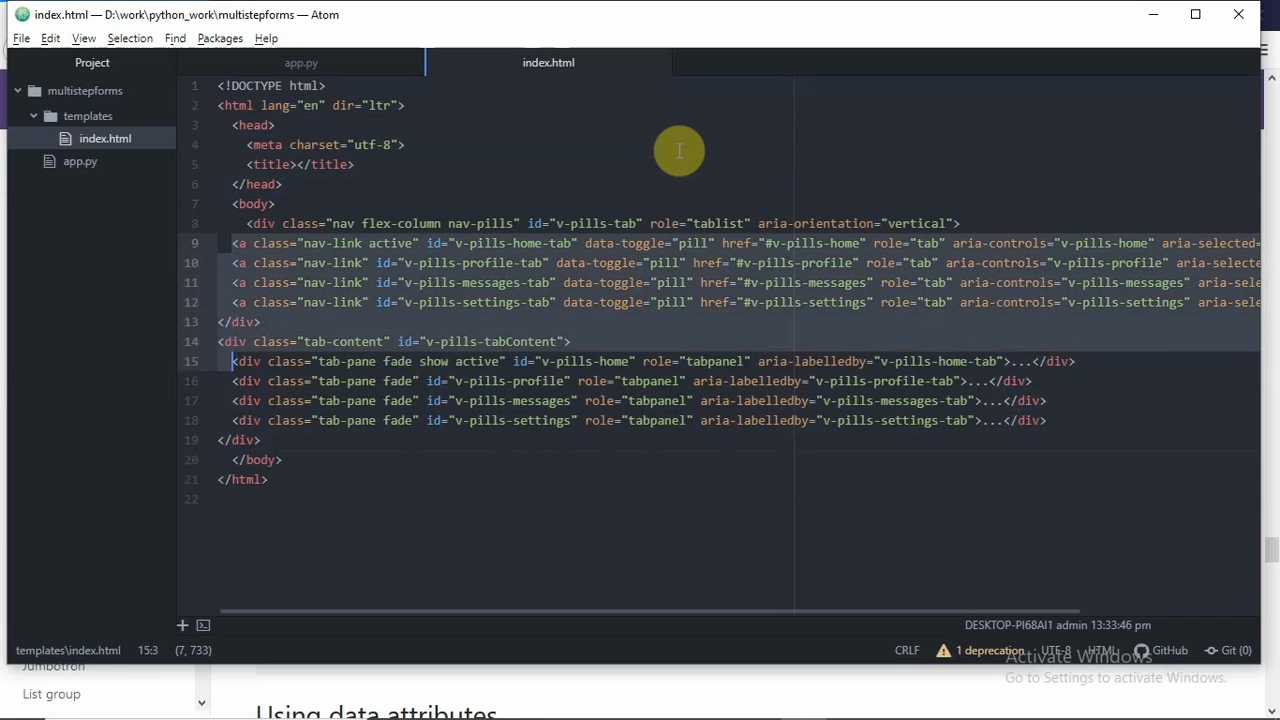 index.html — D:\work\python_work\multistepforms — Atom
File Edit View Selection Find Packages Help
Project
app.py
index.html
multistepforms
templates
index.html
app.py
1 <!DOCTYPE html>
2 <html lang="en" dir="ltr">
3 <head>
4 <meta charset="utf-8">
5 <title></title>
6 </head>
7 <body>
8 <div class="nav flex-column nav-pills" id="v-pills-tab" role="tablist" aria-orientation="vertical">
9 <a class="nav-link active" id="v-pills-home-tab" data-toggle="pill" href="#v-pills-home" role="tab" aria-controls="v-pills-home" aria-selected=
10 <a class="nav-link" id="v-pills-profile-tab" data-toggle="pill" href="#v-pills-profile" role="tab" aria-controls="v-pills-profile" aria-selecte
11 <a class="nav-link" id="v-pills-messages-tab" data-toggle="pill" href="#v-pills-messages" role="tab" aria-controls="v-pills-messages" aria-sele
12 <a class="nav-link" id="v-pills-settings-tab" data-toggle="pill" href="#v-pills-settings" role="tab" aria-controls="v-pills-settings" aria-sele
13 </div>
14 <div class="tab-content" id="v-pills-tabContent">
15 <div class="tab-pane fade show active" id="v-pills-home" role="tabpanel" aria-labelledby="v-pills-home-tab">...</div>
16 <div class="tab-pane fade" id="v-pills-profile" role="tabpanel" aria-labelledby="v-pills-profile-tab">...</div>
17 <div class="tab-pane fade" id="v-pills-messages" role="tabpanel" aria-labelledby="v-pills-messages-tab">...</div>
18 <div class="tab-pane fade" id="v-pills-settings" role="tabpanel" aria-labelledby="v-pills-settings-tab">...</div>
19 </div>
20 </body>
21 </html>
22
DESKTOP-PI68AI1 admin 13:33:46 pm
templates\index.html 15:3 (7, 733) CRLF 1 deprecation UTF-8 HTML GitHub Git (0)
Activate Windows
Go to Settings to activate Windows.
Jumbotron
List group
Using data attributes